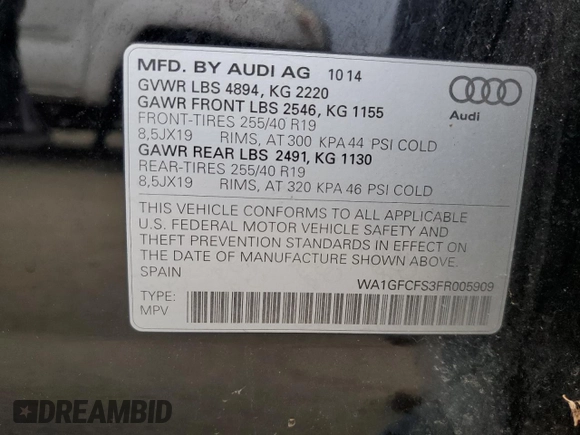 MFD. BY AUDI AG 10 14
GVWR LBS 4894, KG 2220
GAWR FRONT LBS 2546, KG 1155
FRONT-TIRES 255/40 R19
8,5JX19 RIMS, AT 300 KPA 44 PSI COLD
GAWR REAR LBS 2491, KG 1130
REAR-TIRES 255/40 R19
8,5JX19 RIMS, AT 320 KPA 46 PSI COLD
Audi
THIS VEHICLE CONFORMS TO ALL APPLICABLE
U.S. FEDERAL MOTOR VEHICLE SAFETY AND
THEFT PREVENTION STANDARDS IN EFFECT ON
THE DATE OF MANUFACTURE SHOWN ABOVE.
SPAIN
WA1GFCFS3FR005909
TYPE:
MPV
DREAMBID